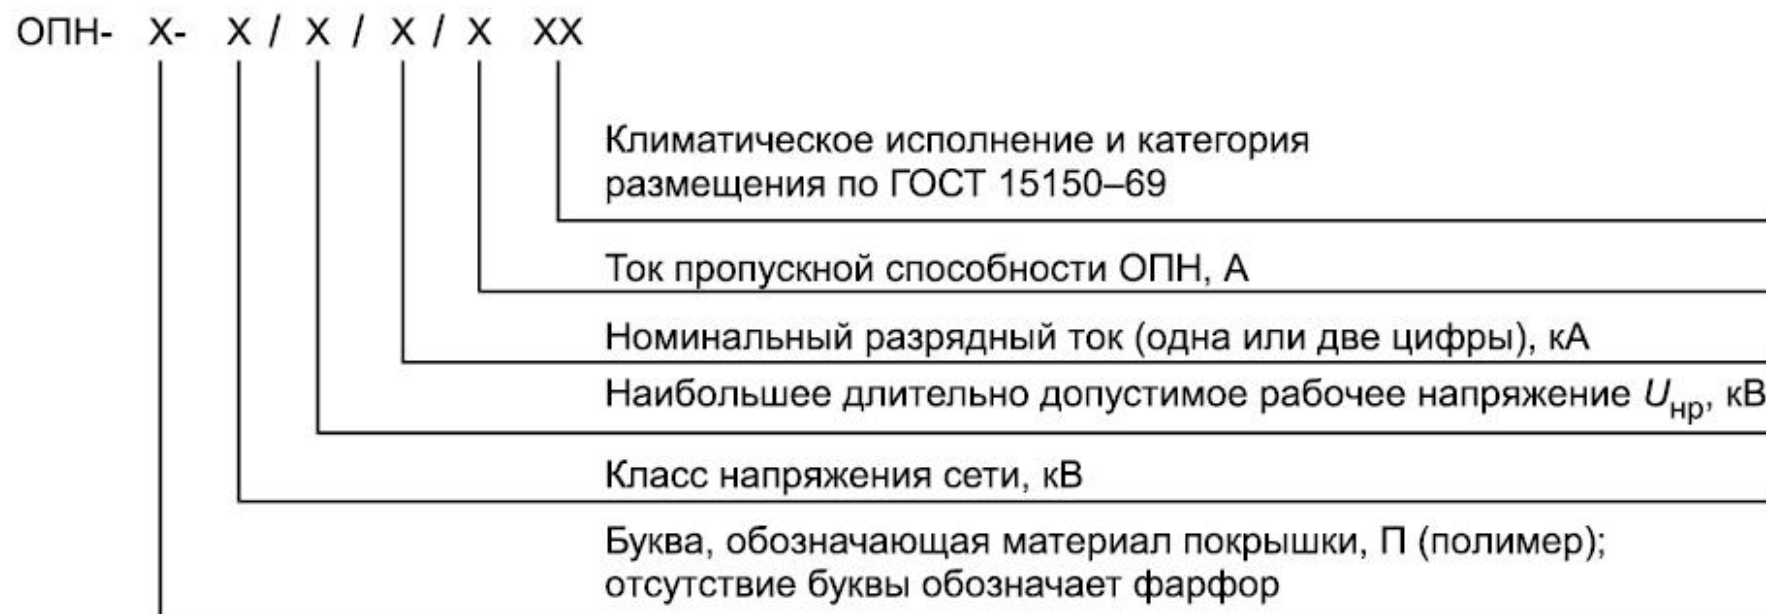 ОПН- Х- Х / Х / Х / Х ХХ
Климатическое исполнение и категория
размещения по ГОСТ 15150–69
Ток пропускной способности ОПН, А
Номинальный разрядный ток (одна или две цифры), кА
Наибольшее длительно допустимое рабочее напряжение Uнр, кВ
Класс напряжения сети, кВ
Буква, обозначающая материал покрышки, П (полимер);
отсутствие буквы обозначает фарфор